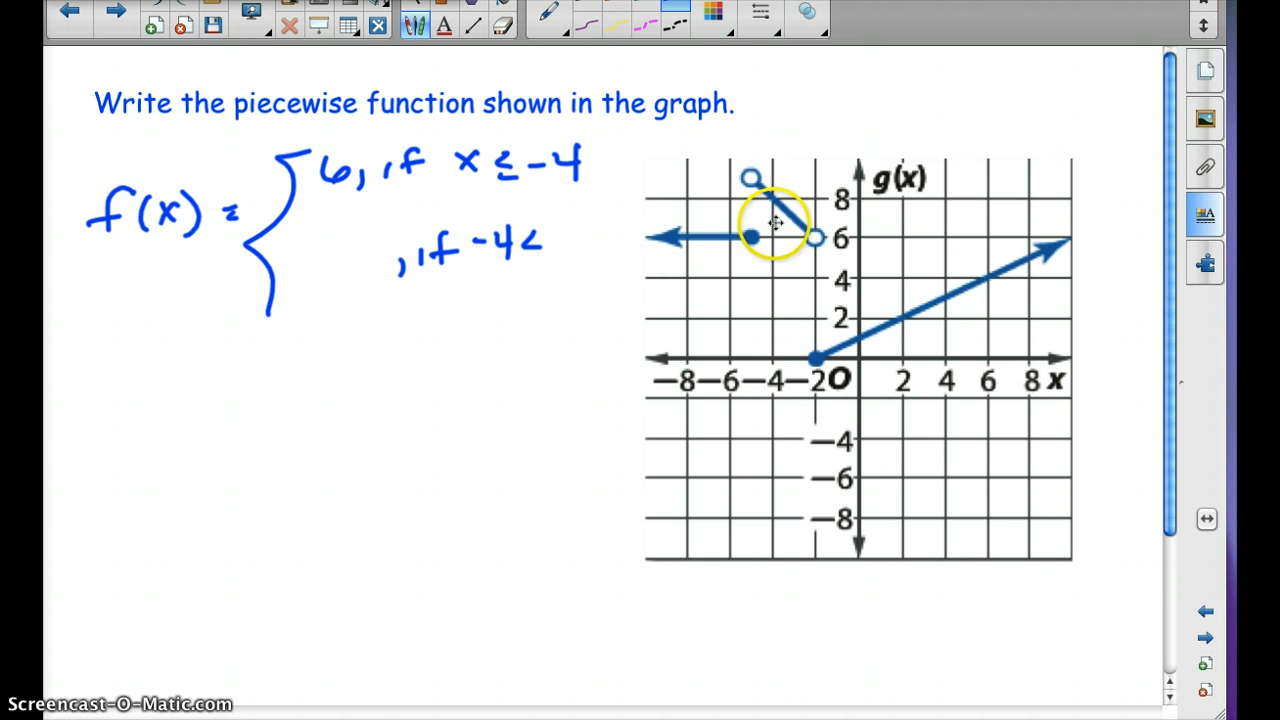 Write the piecewise function shown in the graph.
f(x) = { 6, if x ≤ -4
, if -4 <
g(x)
8
6
4
2
-8 -6 -4 -2 O 2 4 6 8 x
-4
-6
-8
Screencast-O-Matic.com